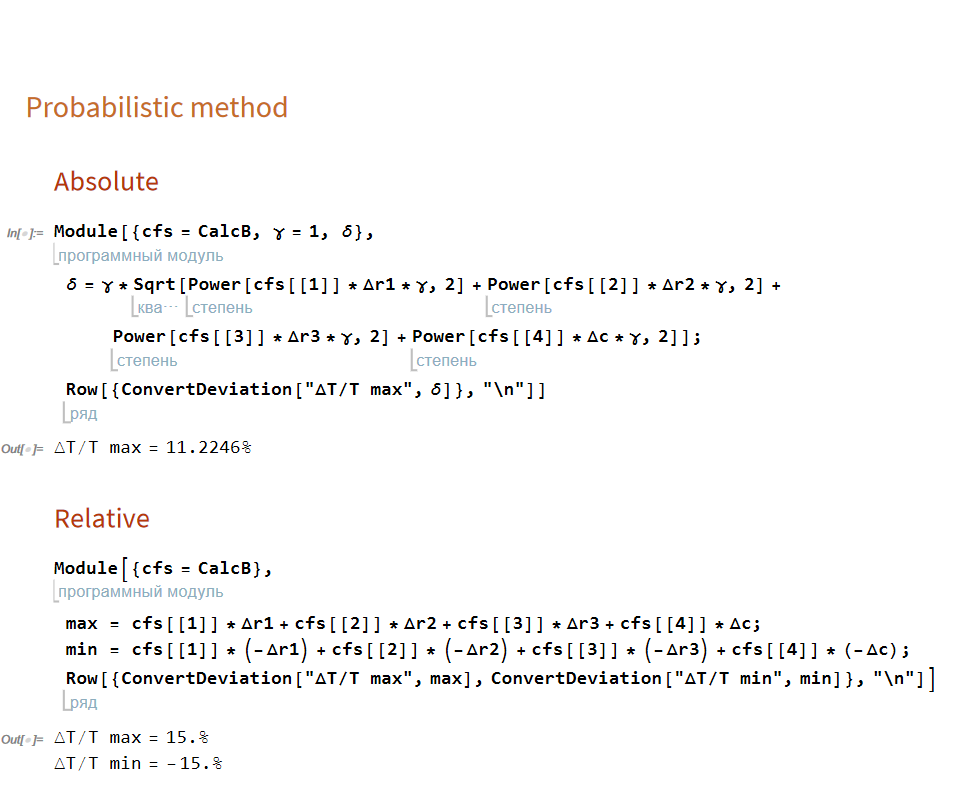 Probabilistic method
Absolute
In[•]:= Module[{cfs = CalcB, γ = 1, δ},
программный модуль
δ = γ * Sqrt[Power[cfs[[1]] * Δr1 * γ, 2] + Power[cfs[[2]] * Δr2 * γ, 2] +
ква⋯ степень степень
Power[cfs[[3]] * Δr3 * γ, 2] + Power[cfs[[4]] * Δc * γ, 2]];
степень степень
Row[{ConvertDeviation["ΔT/T max", δ]}, "\n"]]
ряд
Out[•]= ΔT/T max = 11.2246%
Relative
Module[{cfs = CalcB},
программный модуль
max = cfs[[1]] * Δr1 + cfs[[2]] * Δr2 + cfs[[3]] * Δr3 + cfs[[4]] * Δc;
min = cfs[[1]] * (-Δr1) + cfs[[2]] * (-Δr2) + cfs[[3]] * (-Δr3) + cfs[[4]] * (-Δc);
Row[{ConvertDeviation["ΔT/T max", max], ConvertDeviation["ΔT/T min", min]}, "\n"]]
ряд
Out[•]= ΔT/T max = 15.%
ΔT/T min = -15.%